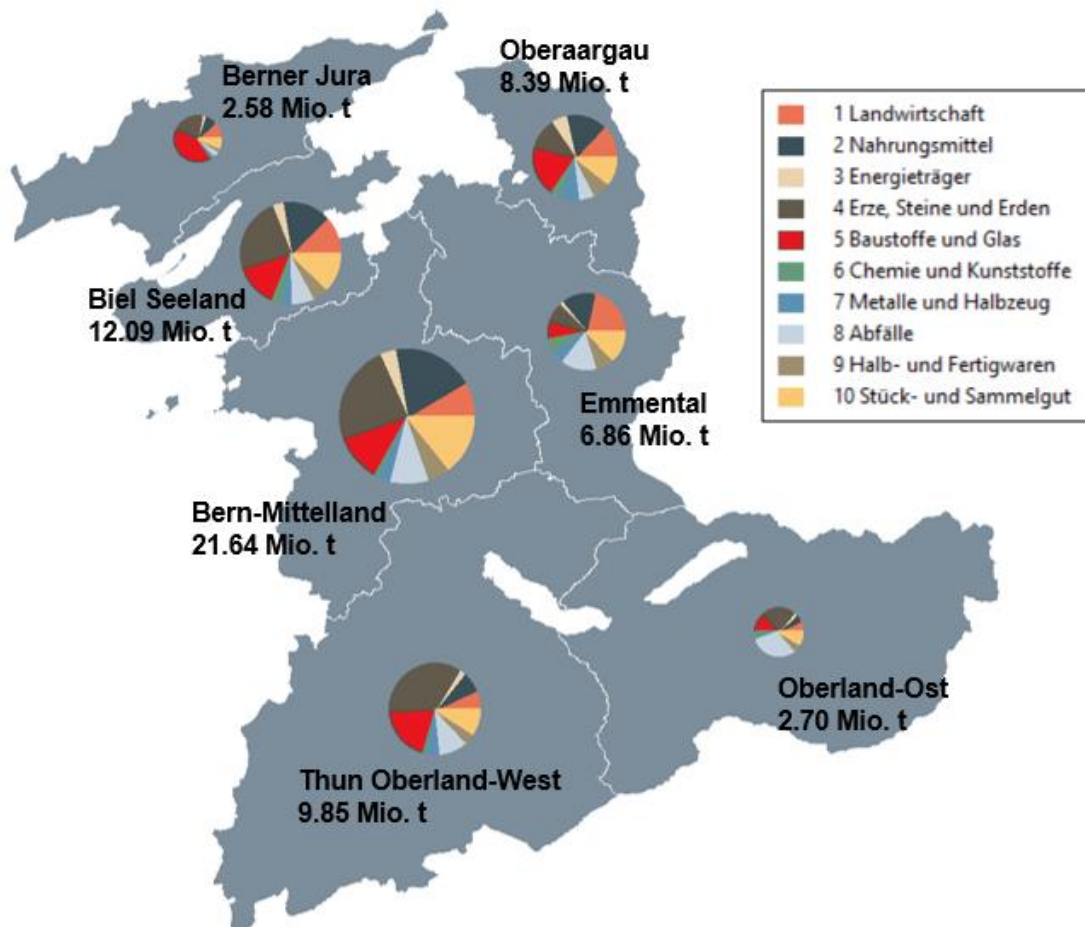 Oberaargau
8.39 Mio. t
Berner Jura
2.58 Mio. t
1 Landwirtschaft
2 Nahrungsmittel
3 Energieträger
4 Erze, Steine und Erden
5 Baustoffe und Glas
6 Chemie und Kunststoffe
7 Metalle und Halbzeug
8 Abfälle
9 Halb- und Fertigwaren
10 Stück- und Sammelgut
Biel Seeland
12.09 Mio. t
Emmental
6.86 Mio. t
Bern-Mittelland
21.64 Mio. t
Oberland-Ost
2.70 Mio. t
Thun Oberland-West
9.85 Mio. t